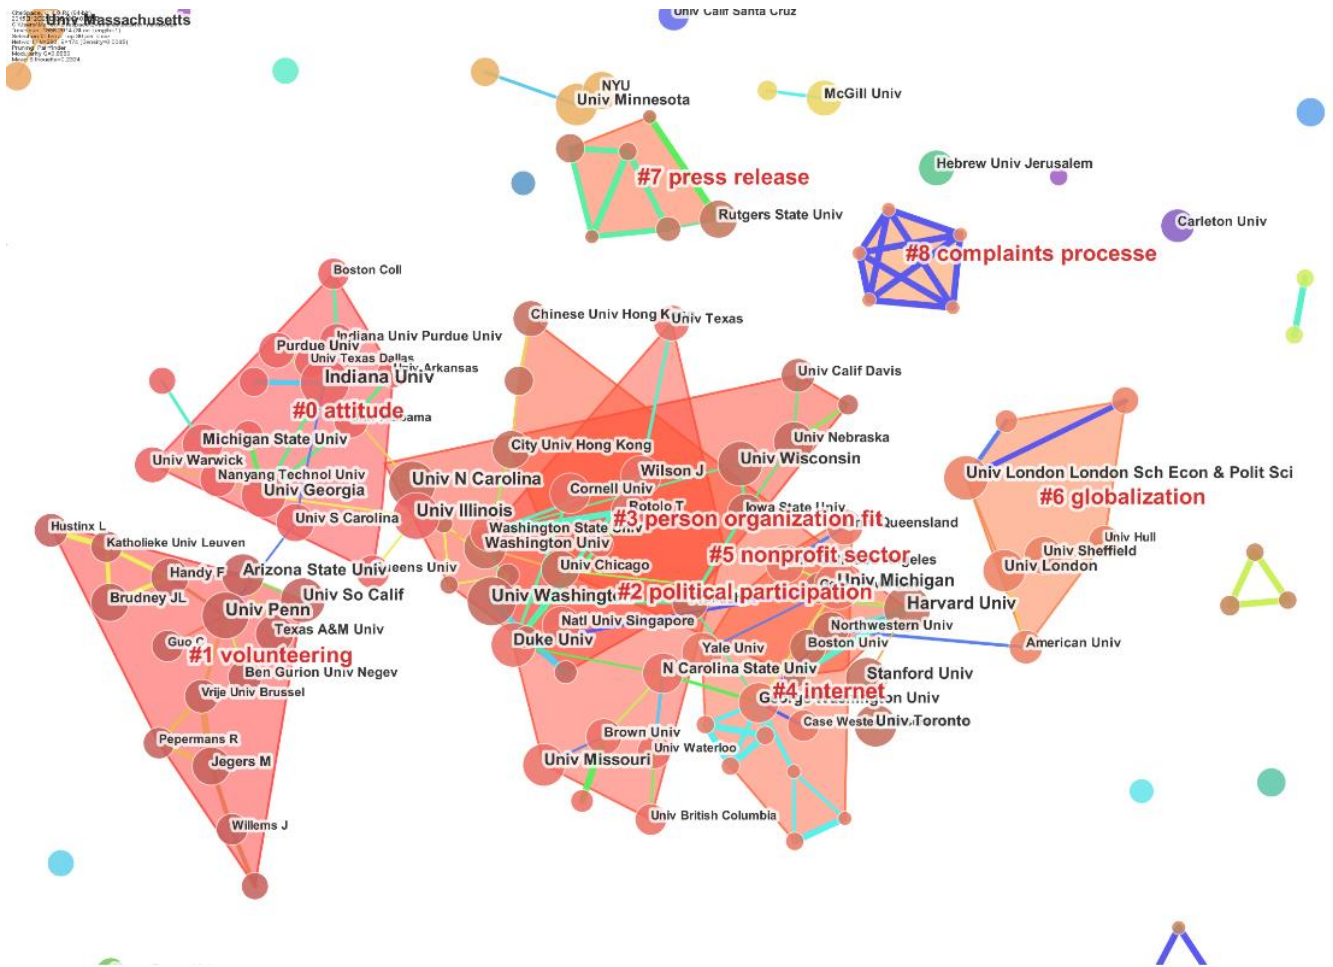 Univ Massachusetts
Univ Calif Santa Cruz
NYU
Univ Minnesota
McGill Univ
Hebrew Univ Jerusalem
#7 press release
Rutgers State Univ
Carleton Univ
#8 complaints processe
Boston Coll
Chinese Univ Hong
Univ Texas
Indiana Univ Purdue Univ
Purdue Univ
Univ Texas Dallas
Univ Arkansas
Indiana Univ
Univ Calif Davis
#0 attitude
Michigan State Univ
City Univ Hong Kong
Univ Nebraska
Univ Warwick
Univ Wisconsin
Nanyang Technol Univ
Univ N Carolina
Wilson J
Univ London London Sch Econ & Polit Sci
Univ Georgia
Cornell Univ
#6 globalization
Rotolo T
Iowa State Univ
Univ Illinois
Univ S Carolina
#3 person organization fit
Queensland
Hustinx L
Washington State Univ
Univ Hull
Katholieke Univ Leuven
Washington Univ
#5 nonprofit sector
Univ Sheffield
Handy F
Arizona State Univ
Univ Chicago
Univ London
Univ Michigan
Brudney JL
Univ So Calif
Univ Washingt
#2 political participation
Harvard Univ
Univ Penn
Natl Univ Singapore
Northwestern Univ
Texas A&M Univ
Duke Univ
Boston Univ
American Univ
Guo C
Yale Univ
#1 volunteering
Ben Gurion Univ Negev
N Carolina State Univ
Stanford Univ
Vrije Univ Brussel
#4 internet
Case Weste
Univ Toronto
Pepermans R
Brown Univ
Univ Waterloo
Jegers M
Univ Missouri
Univ British Columbia
Willems J